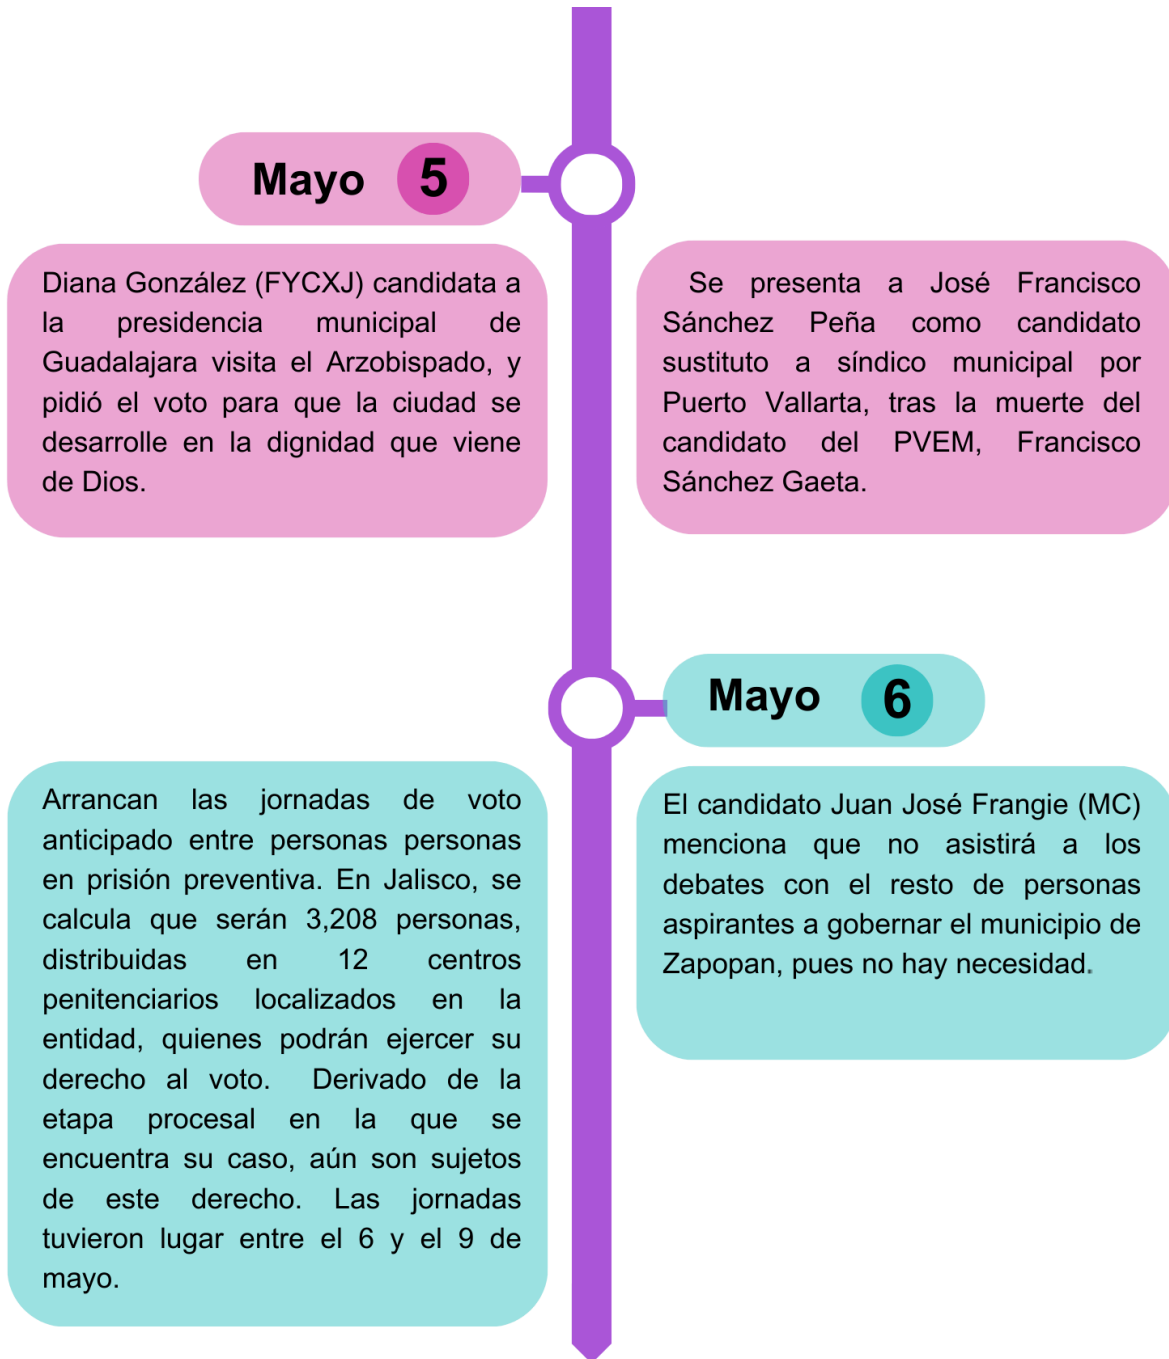 Mayo 5
Diana González (FYCXJ) candidata a
la presidencia municipal de
Guadalajara visita el Arzobispado, y
pidió el voto para que la ciudad se
desarrolle en la dignidad que viene
de Dios.
Se presenta a José Francisco
Sánchez Peña como candidato
sustituto a síndico municipal por
Puerto Vallarta, tras la muerte del
candidato del PVEM, Francisco
Sánchez Gaeta.
Mayo 6
Arrancan las jornadas de voto
anticipado entre personas personas
en prisión preventiva. En Jalisco, se
calcula que serán 3,208 personas,
distribuidas en 12 centros
penitenciarios localizados en la
entidad, quienes podrán ejercer su
derecho al voto. Derivado de la
etapa procesal en la que se
encuentra su caso, aún son sujetos
de este derecho. Las jornadas
tuvieron lugar entre el 6 y el 9 de
mayo.
El candidato Juan José Frangie (MC)
menciona que no asistirá a los
debates con el resto de personas
aspirantes a gobernar el municipio de
Zapopan, pues no hay necesidad.